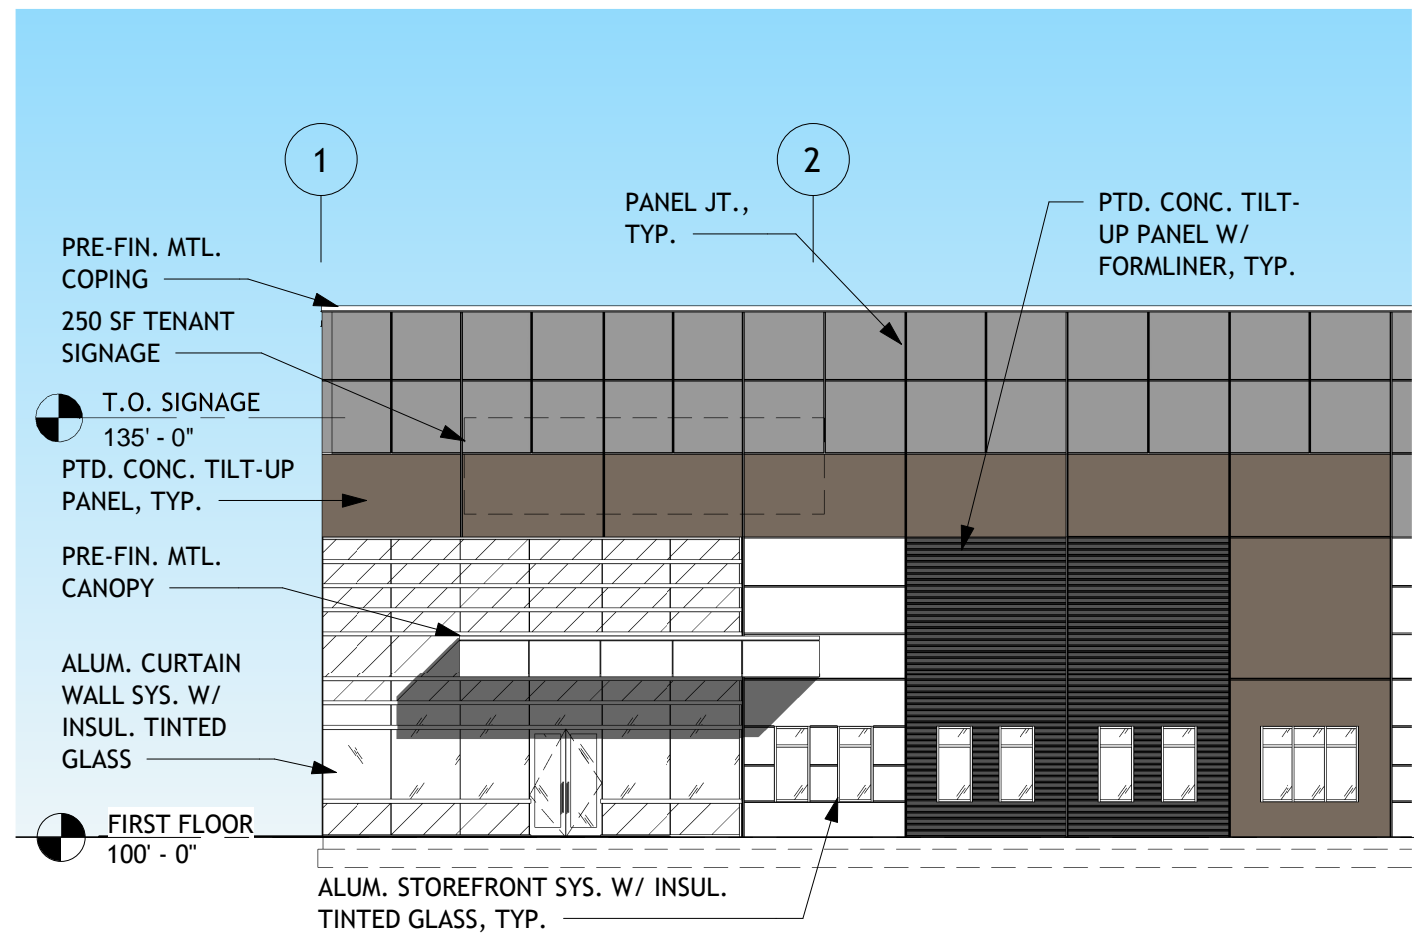 1
2
PANEL JT.,
TYP.
PTD. CONC. TILT-
UP PANEL W/
FORMLINER, TYP.
PRE-FIN. MTL.
COPING
250 SF TENANT
SIGNAGE
T.O. SIGNAGE
135' - 0"
PTD. CONC. TILT-UP
PANEL, TYP.
PRE-FIN. MTL.
CANOPY
ALUM. CURTAIN
WALL SYS. W/
INSUL. TINTED
GLASS
FIRST FLOOR
100' - 0"
ALUM. STOREFRONT SYS. W/ INSUL.
TINTED GLASS, TYP.